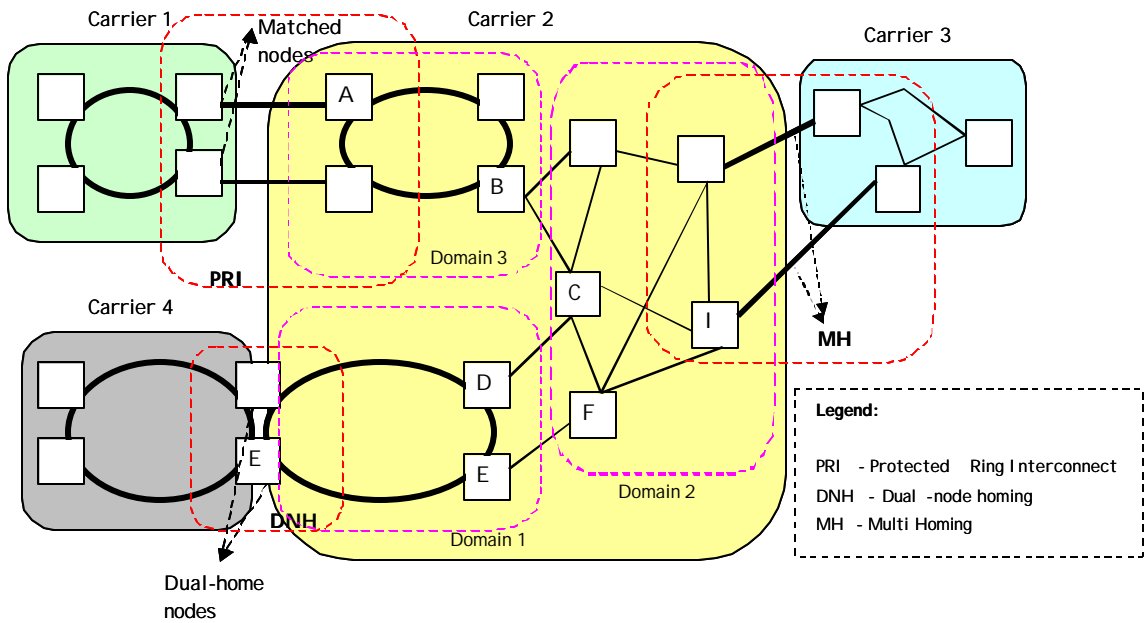 Carrier 1
Carrier 2
Matched
nodes
Carrier 3
A
B
Domain 3
PRI
C
I
MH
Carrier 4
D
F
E
E
DNH
Domain 1
Domain 2
Dual-home
nodes
Legend:
PRI - Protected Ring Interconnect
DNH - Dual -node homing
MH - Multi Homing